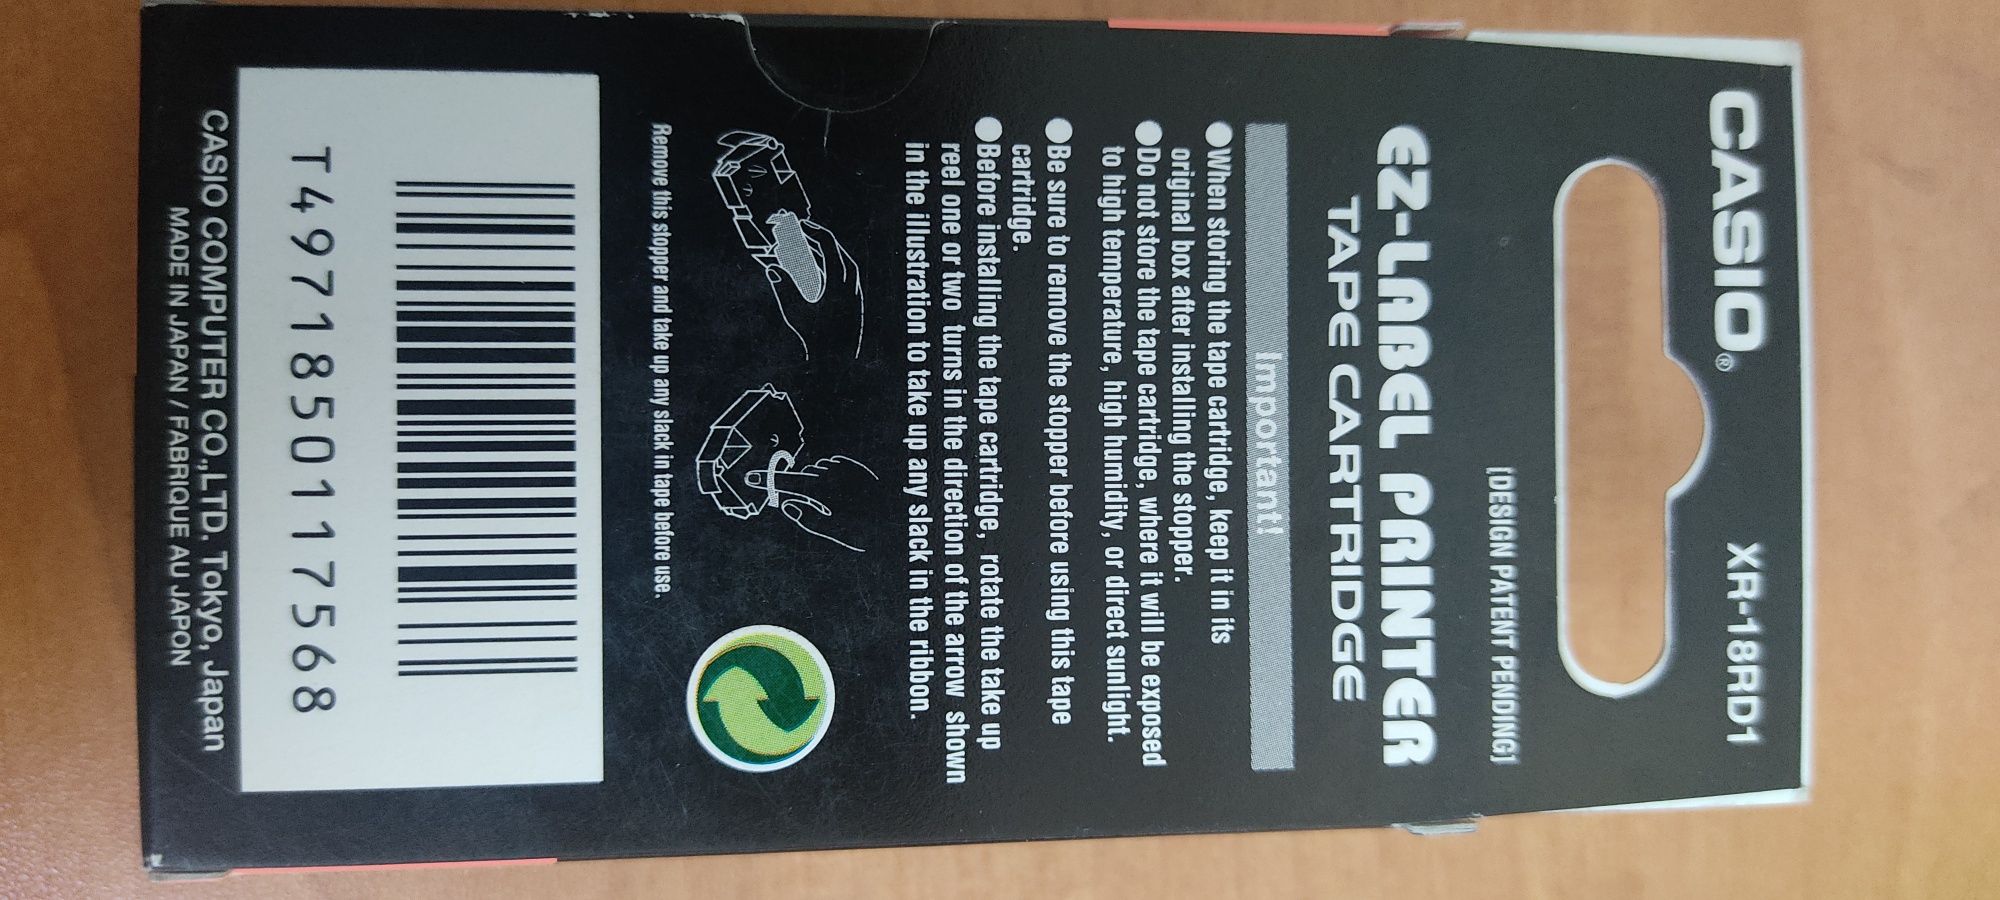 CASIO® XR-18RD1
[DESIGN PATENT PENDING]
EZ-LABEL PRINTER
TAPE CARTRIDGE
Important!
●When storing the tape cartridge, keep it in its
original box after installing the stopper.
●Do not store the tape cartridge, where it will be exposed
to high temperature, high humidity, or direct sunlight.
●Be sure to remove the stopper before using this tape
cartridge.
●Before installing the tape cartridge, rotate the take up
reel one or two turns in the direction of the arrow shown
in the illustration to take up any slack in the ribbon.
Remove this stopper and take up any slack in tape before use.
T4971850117568
CASIO COMPUTER CO.,LTD. Tokyo, Japan
MADE IN JAPAN / FABRIQUE AU JAPON